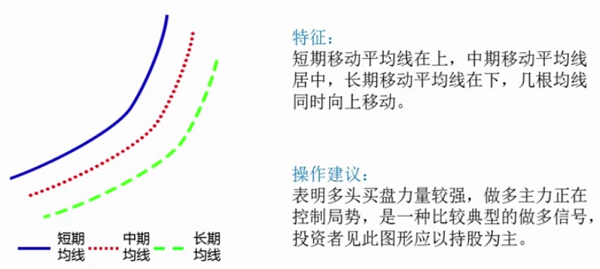 特征：
短期移动平均线在上，中期移动平均线
居中，长期移动平均线在下，几根均线
同时向上移动。
操作建议：
表明多头买盘力量较强，做多主力正在
控制局势，是一种比较典型的做多信号，
投资者见此图形应以持股为主。
短期
均线
中期
均线
长期
均线